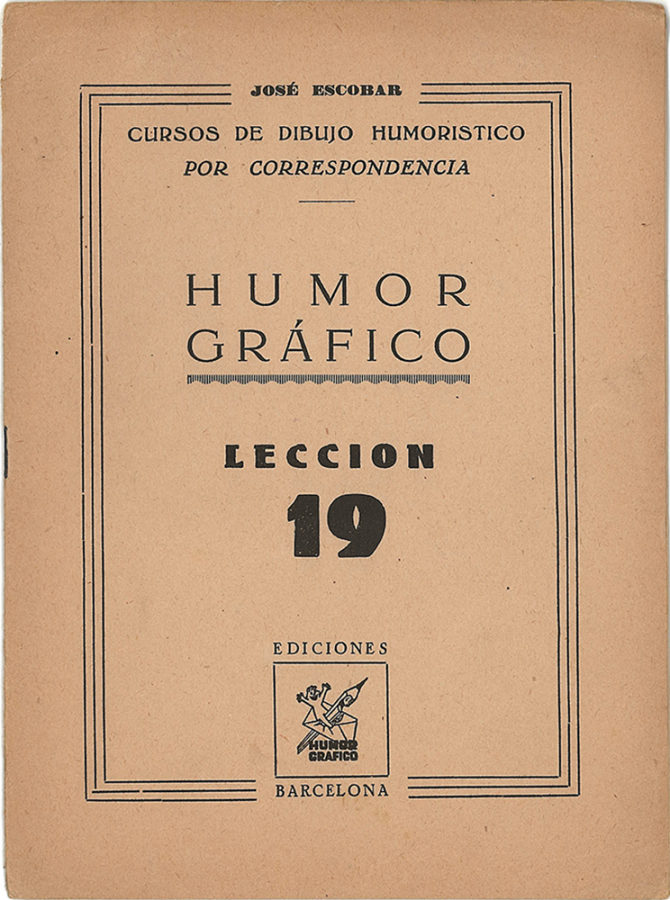 JOSÉ ESCOBAR
CURSOS DE DIBUJO HUMORISTICO
POR CORRESPONDENCIA
HUMOR
GRÁFICO
LECCION
19
EDICIONES
HUMOR
GRAFICO
BARCELONA